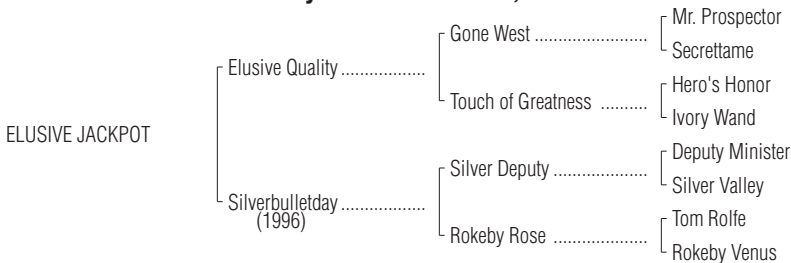 Mr. Prospector
Gone West ....................
Secrettame
Elusive Quality ..................
Hero's Honor
Touch of Greatness ..........
Ivory Wand
ELUSIVE JACKPOT
Deputy Minister
Silver Deputy ....................
Silver Valley
Silverbulletday ..................
(1996)
Tom Rolfe
Rokeby Rose ....................
Rokeby Venus